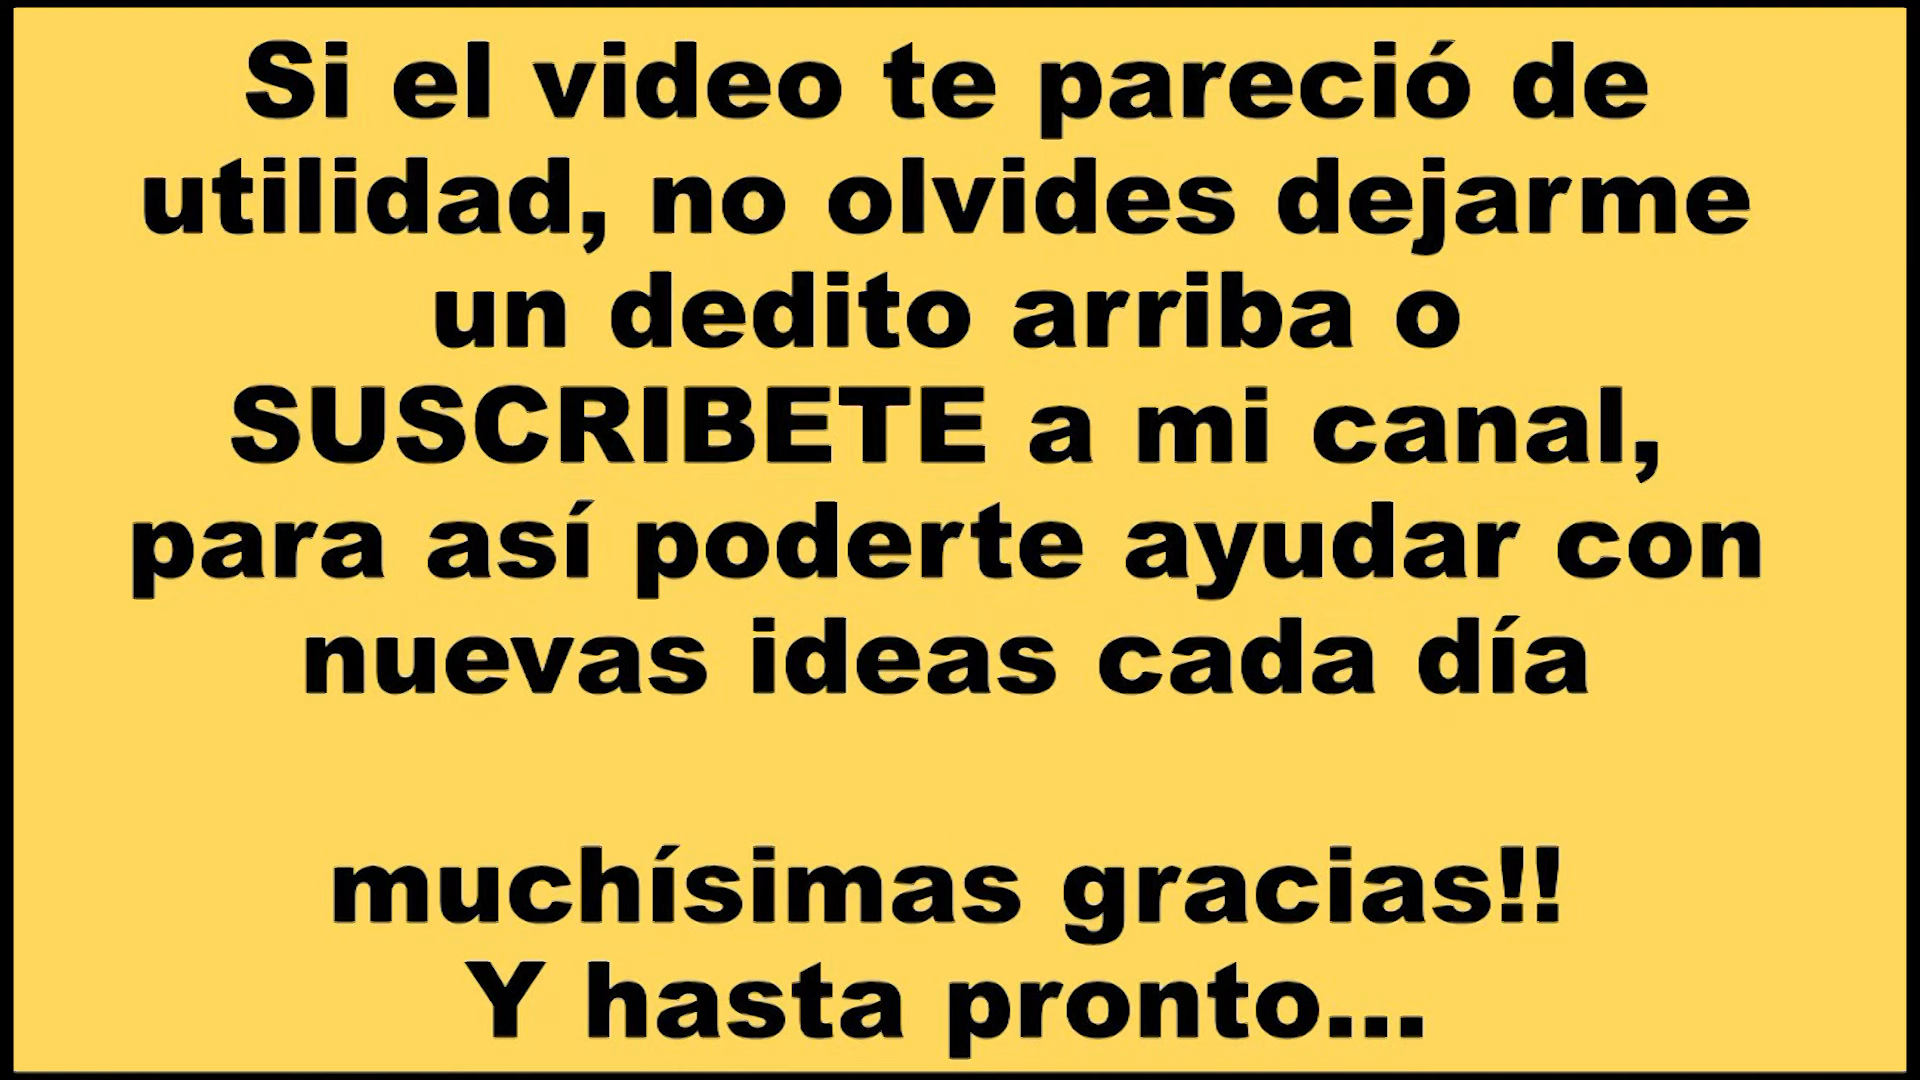 Si el video te pareció de
utilidad, no olvides dejarme
un dedito arriba o
SUSCRIBETE a mi canal,
para así poderte ayudar con
nuevas ideas cada día
muchísimas gracias!!
Y hasta pronto...